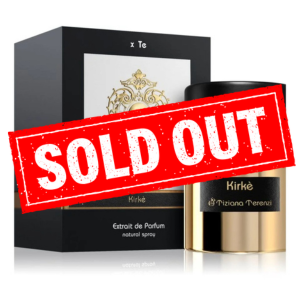 x Te
SOLD OUT
Kirkè
Extrait de Parfum
natural spray
Kirkè
Tiziana Terenzi